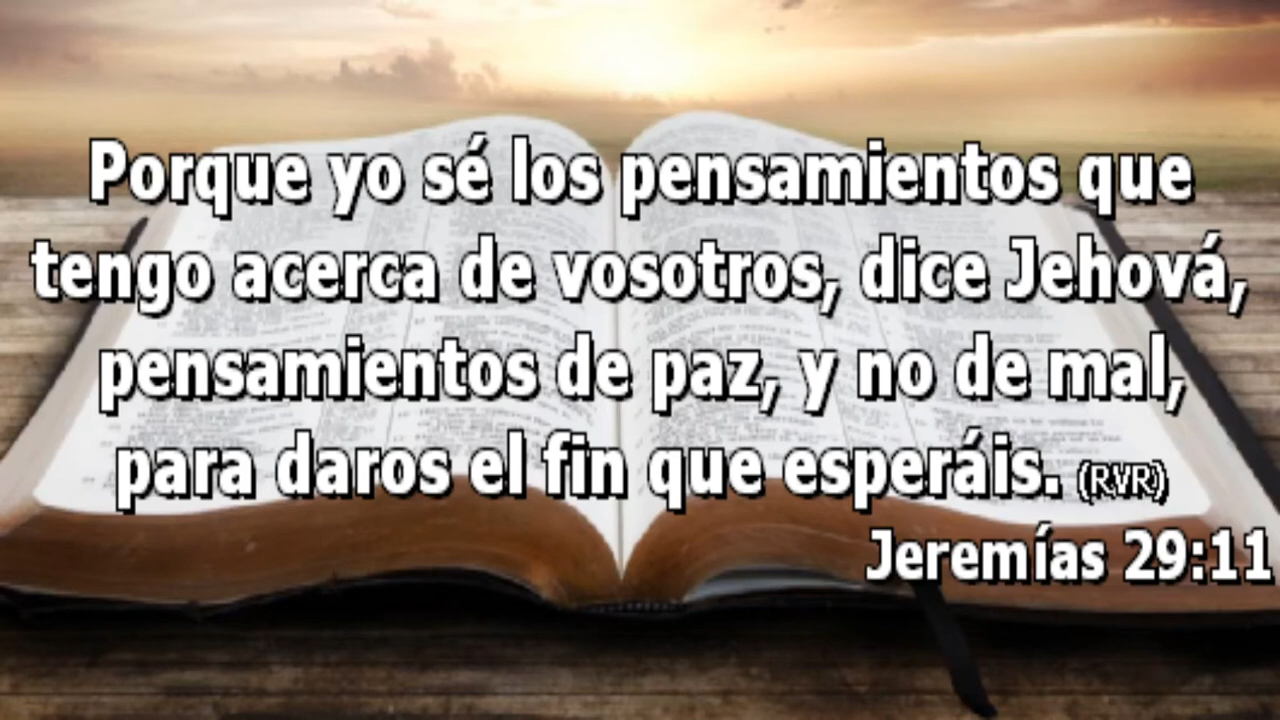 Porque yo sé los pensamientos que
tengo acerca de vosotros, dice Jehová,
pensamientos de paz, y no de mal,
para daros el fin que esperáis. (RVR)
Jeremías 29:11